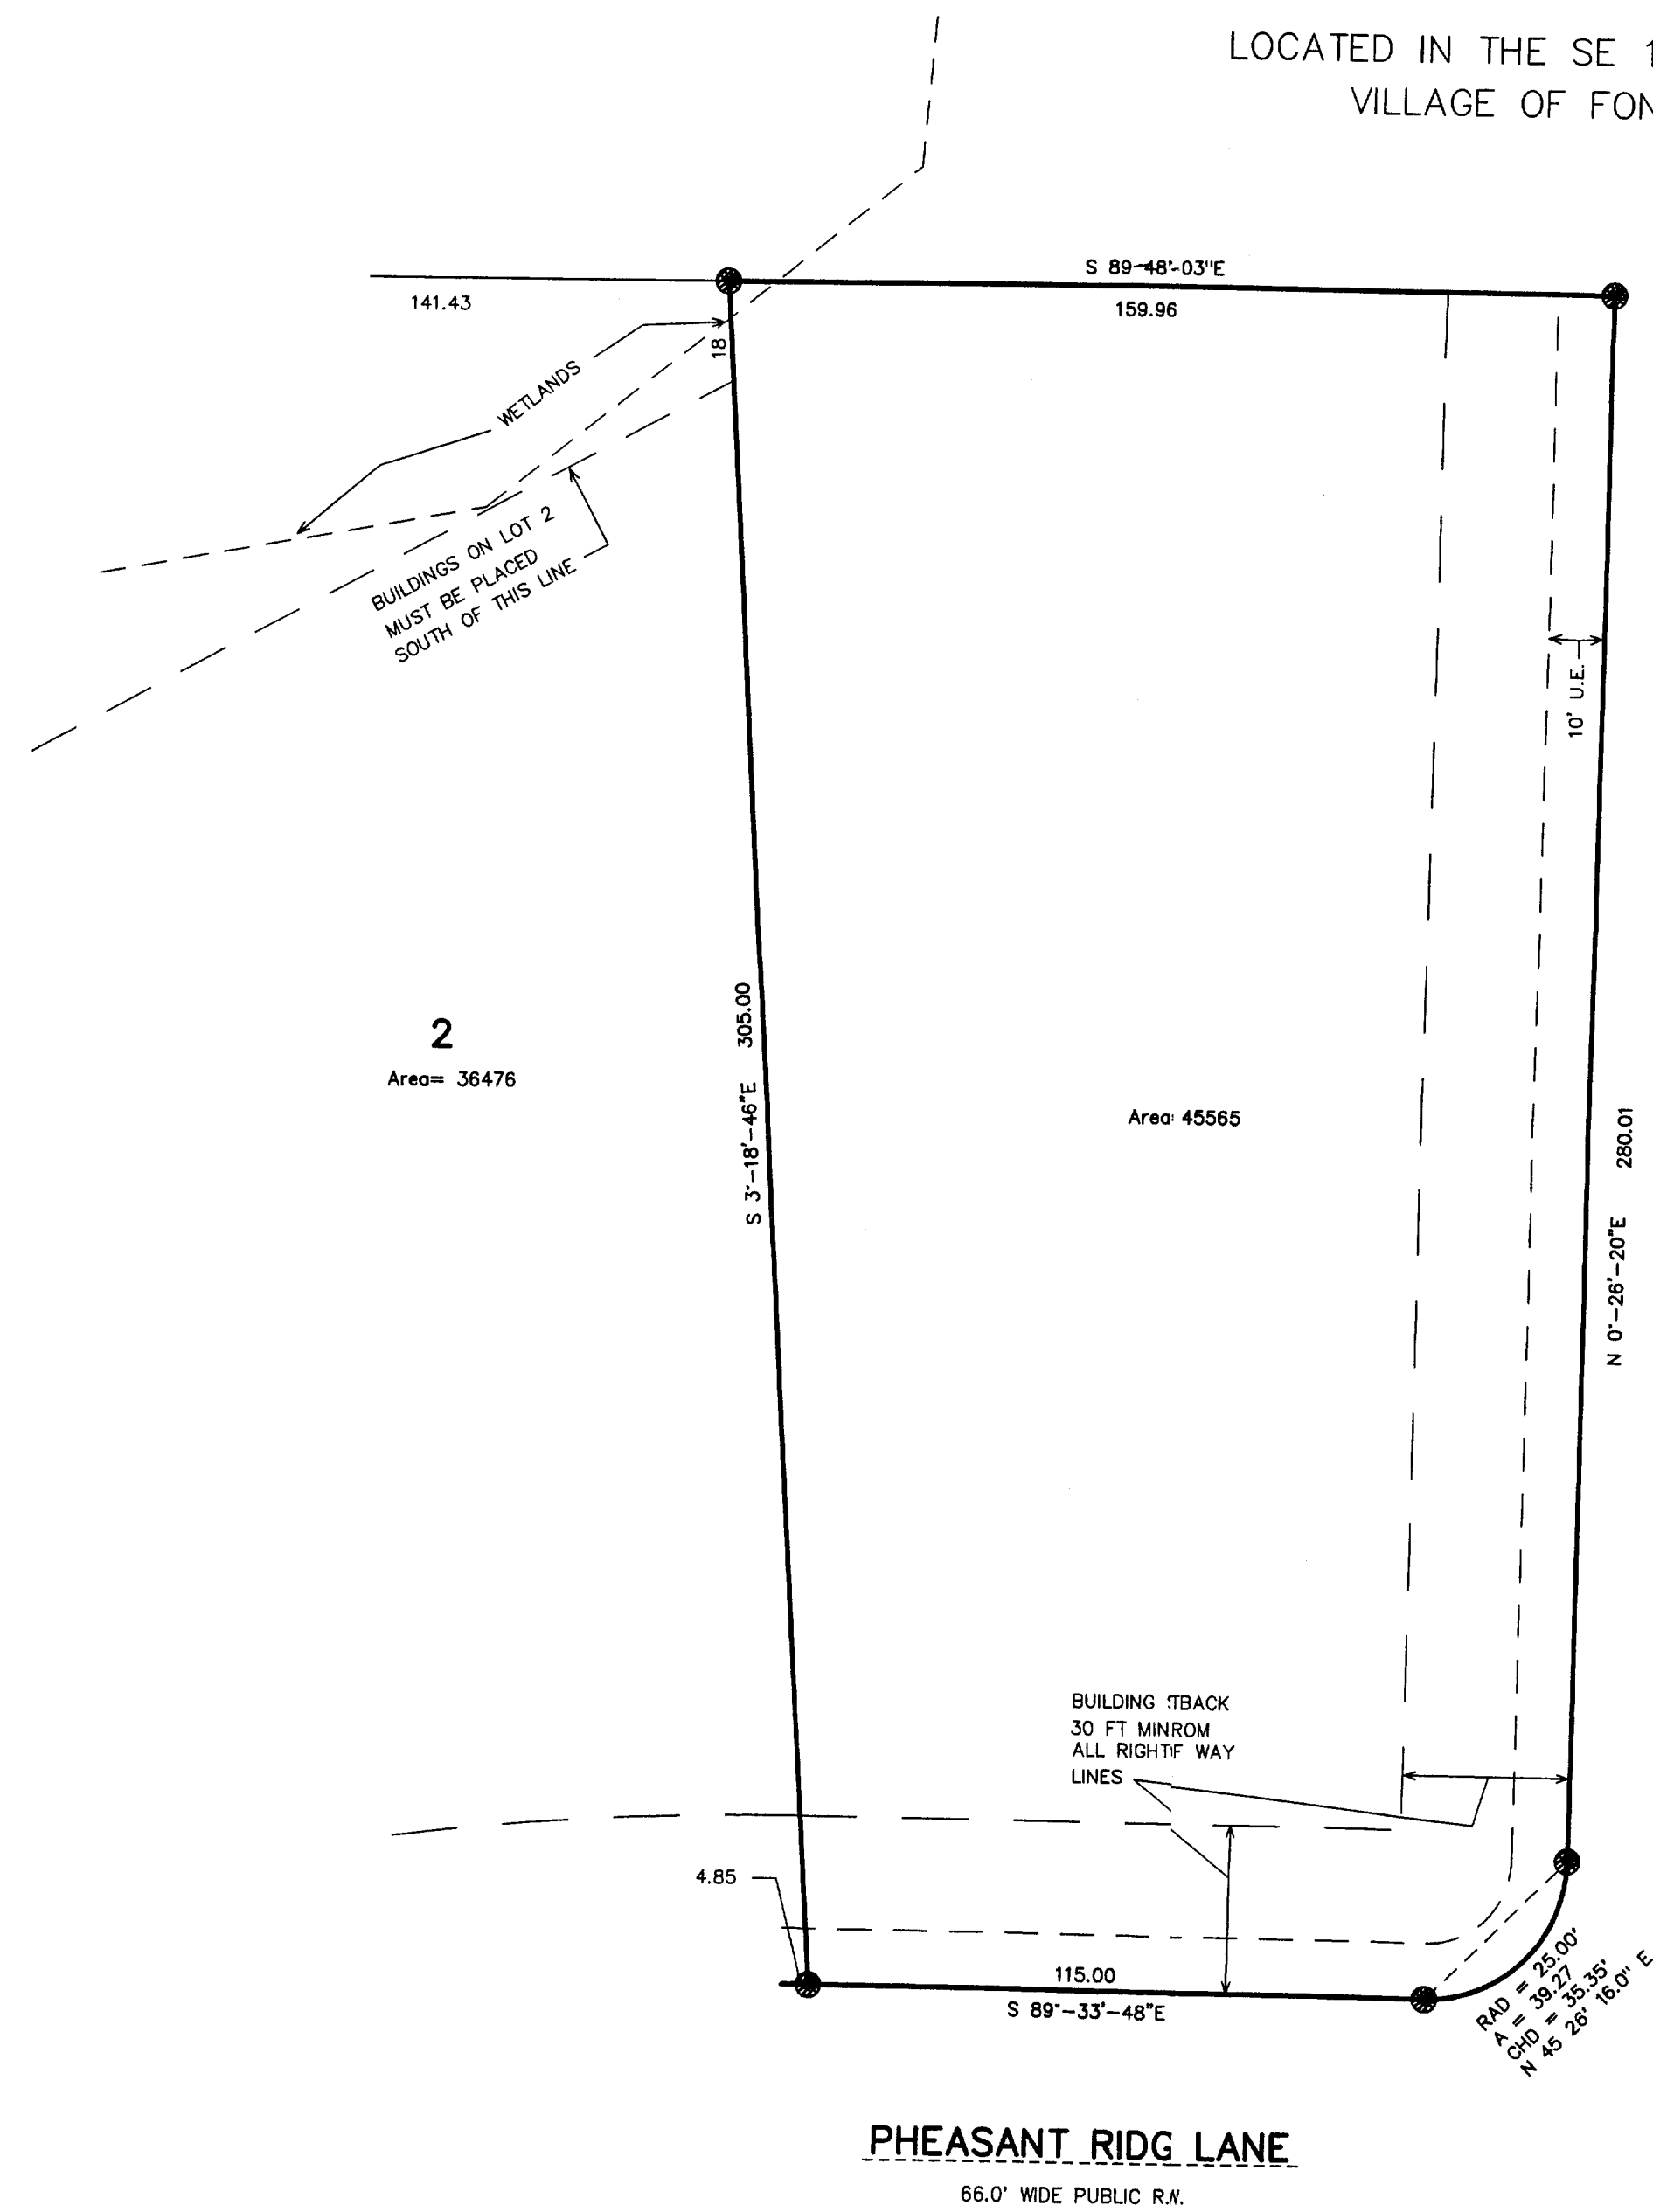 LOCATED IN THE SE 1
VILLAGE OF FON
S 89-48'-03"E
141.43
159.96
18
WETLANDS
BUILDINGS ON LOT 2
MUST BE PLACED
SOUTH OF THIS LINE
10' U.E.
2
Area= 36476
S 3°-18'-46"E 305.00
Area: 45565
N 0°-26'-20"E 280.01
BUILDING TBACK
30 FT MINROM
ALL RIGHTF WAY
LINES
4.85
115.00
S 89°-33'-48"E
RAD = 25.00'
A = 39.27
CHD = 35.35'
N 45 26' 16.0" E
PHEASANT RIDG LANE
66.0' WIDE PUBLIC R.W.